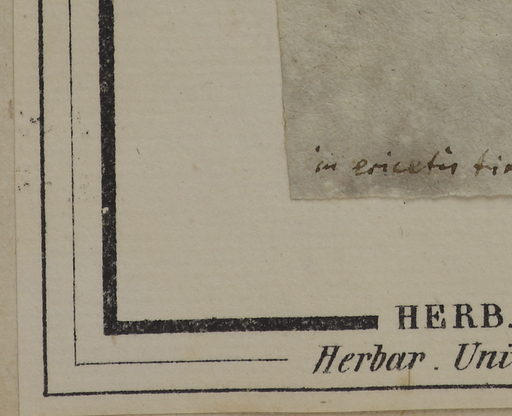 in ericetis
HERB.
Herbar. Uni